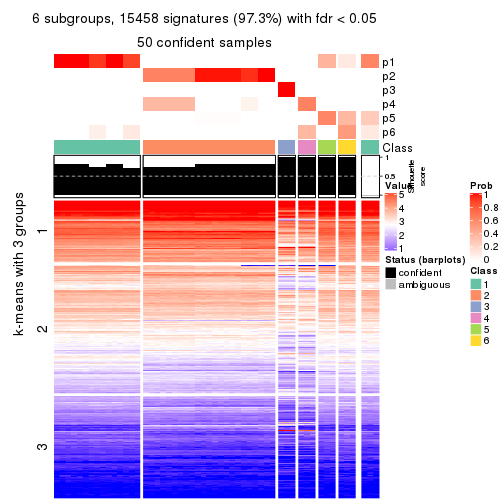 6 subgroups, 15458 signatures (97.3%) with fdr < 0.05
50 confident samples
p1
p2
p3
p4
p5
p6
Class
1
0.5
0
Silhouette
score
k-means with 3 groups
1
2
3
Value
5
4
3
2
1
Status (barplots)
confident
ambiguous
Prob
1
0.8
0.6
0.4
0.2
0
Class
1
2
3
4
5
6